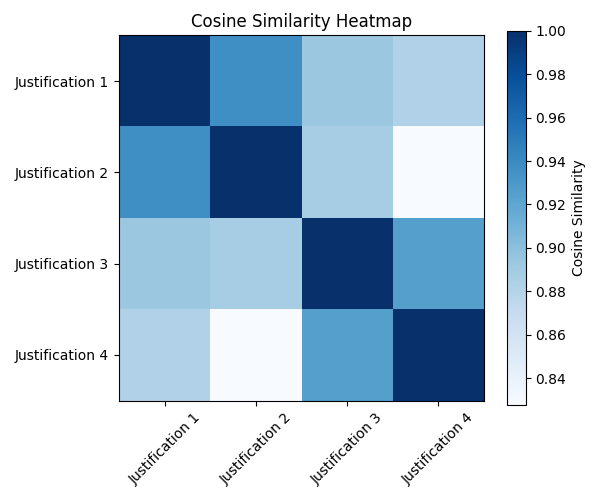 Cosine Similarity Heatmap
Justification 1
Justification 2
Justification 3
Justification 4
Justification 1
Justification 2
Justification 3
Justification 4
1.00
0.98
0.96
0.94
0.92
0.90
0.88
0.86
0.84
Cosine Similarity